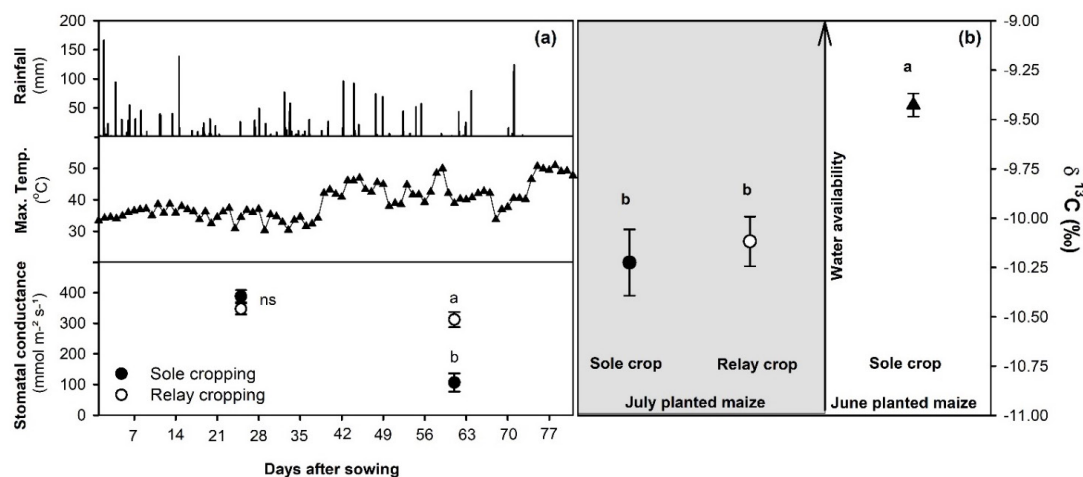 (a)
Rainfall
(mm)
200
150
100
50
Max. Temp.
(⁰C)
50
40
30
Stomatal conductance
(mmol m⁻² s⁻¹)
400
300
200
100
0
ns
a
b
Sole cropping
Relay cropping
7 14 21 28 35 42 49 56 63 70 77
Days after sowing
(b)
b
b
a
Water availability
Sole crop
Relay crop
Sole crop
July planted maize
June planted maize
-9.00
-9.25
-9.50
-9.75
-10.00
-10.25
-10.50
-10.75
-11.00
δ ¹³C (‰)